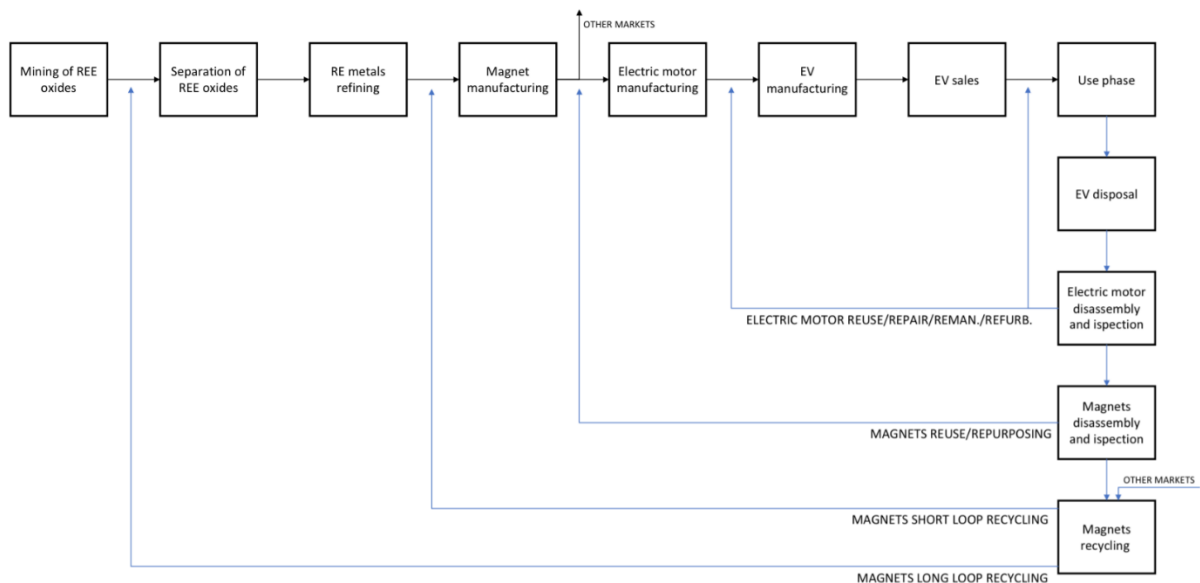 OTHER MARKETS
Mining of REE
oxides
Separation of
REE oxides
RE metals
refining
Magnet
manufacturing
Electric motor
manufacturing
EV
manufacturing
EV sales
Use phase
EV disposal
Electric motor
disassembly
and ispection
ELECTRIC MOTOR REUSE/REPAIR/REMAN./REFURB.
Magnets
disassembly
and ispection
MAGNETS REUSE/REPURPOSING
OTHER MARKETS
MAGNETS SHORT LOOP RECYCLING
Magnets
recycling
MAGNETS LONG LOOP RECYCLING